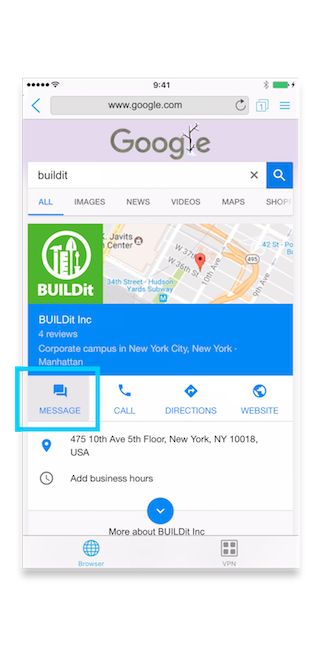 9:41
www.google.com
1
Google
buildit
ALL IMAGES NEWS VIDEOS MAPS SHOP
Javits
Center
42 St - Po
W 37th
W 36th St
495
34th Street - Hudson
Yards Subway
10th Ave
9th Ave
M
BUILDit
BUILDit Inc
4 reviews
Corporate campus in New York City, New York -
Manhattan
MESSAGE CALL DIRECTIONS WEBSITE
475 10th Ave 5th Floor, New York, NY 10018,
USA
Add business hours
More about BUILDit Inc
Browser VPN